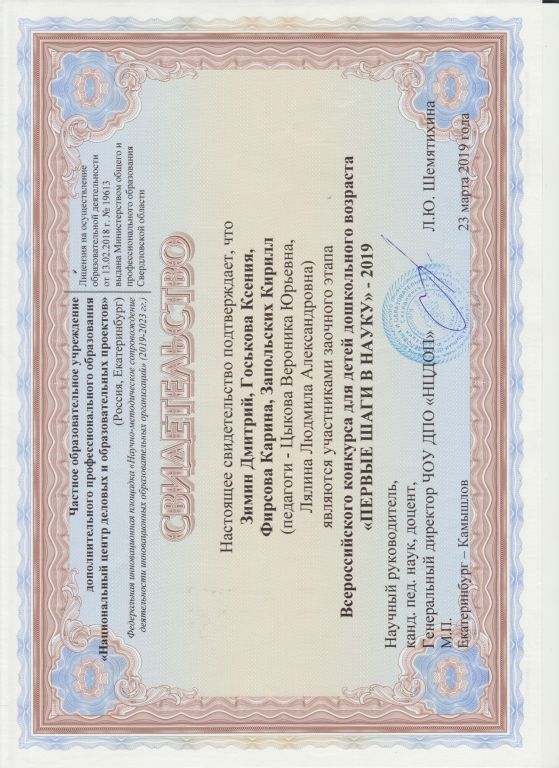 Частное образовательное учреждение
дополнительного профессионального образования
«Национальный центр деловых и образовательных проектов»
(Россия, Екатеринбург)
Федеральная инновационная площадка «Научно-методическое сопровождение
деятельности инновационных образовательных организаций» (2019-2023 гг.)
Лицензия на осуществление
образовательной деятельности
от 13.02.2018 г. № 19613
выдана Министерством общего и
профессионального образования
Свердловской области
СВИДЕТЕЛЬСТВО
Настоящее свидетельство подтверждает, что
Зимин Дмитрий, Госькова Ксения,
Фирсова Карина, Запольских Кирилл
(педагоги - Цыкова Вероника Юрьевна,
Лялина Людмила Александровна)
являются участниками заочного этапа
Всероссийского конкурса для детей дошкольного возраста
«ПЕРВЫЕ ШАГИ В НАУКУ» - 2019
Научный руководитель,
канд. пед. наук, доцент,
Генеральный директор ЧОУ ДПО «НЦДОП» Л.Ю. Шемятихина
М.П.
Екатеринбург – Камышлов 23 марта 2019 года